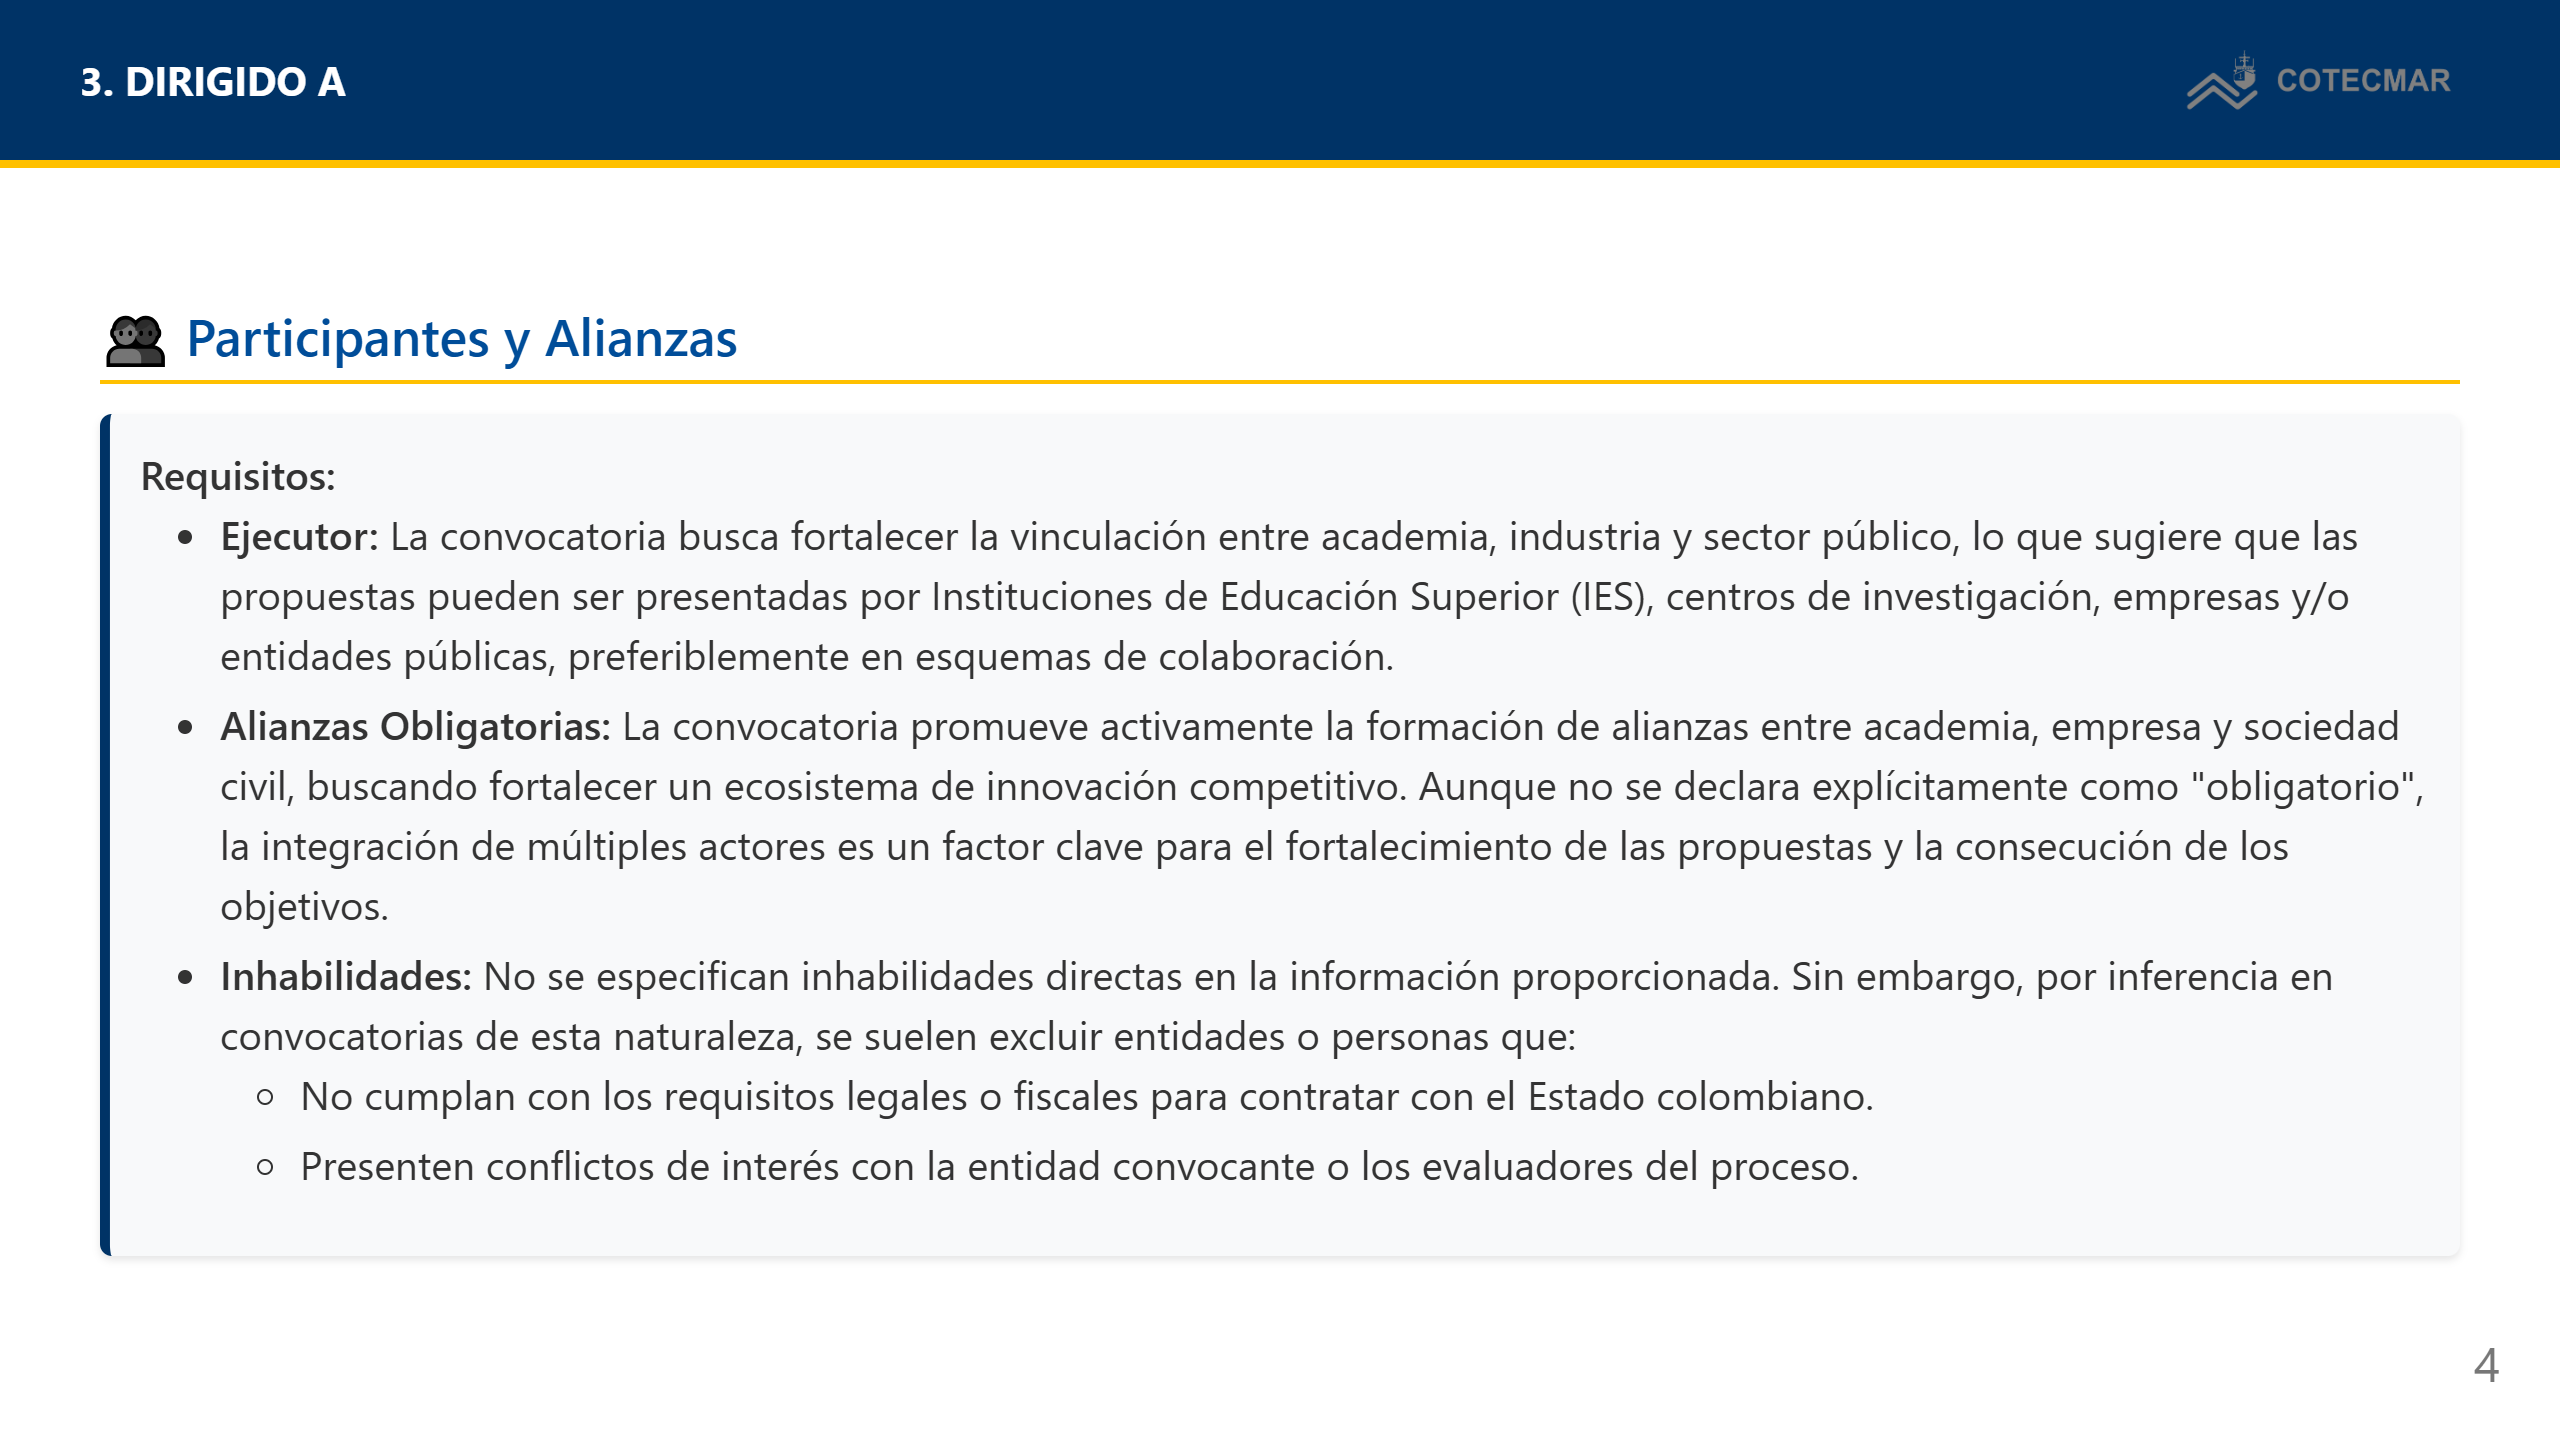 3. DIRIGIDO A
COTECMAR
Participantes y Alianzas
Requisitos:
Ejecutor: La convocatoria busca fortalecer la vinculación entre academia, industria y sector público, lo que sugiere que las
propuestas pueden ser presentadas por Instituciones de Educación Superior (IES), centros de investigación, empresas y/o
entidades públicas, preferiblemente en esquemas de colaboración.
Alianzas Obligatorias: La convocatoria promueve activamente la formación de alianzas entre academia, empresa y sociedad
civil, buscando fortalecer un ecosistema de innovación competitivo. Aunque no se declara explícitamente como "obligatorio",
la integración de múltiples actores es un factor clave para el fortalecimiento de las propuestas y la consecución de los
objetivos.
Inhabilidades: No se especifican inhabilidades directas en la información proporcionada. Sin embargo, por inferencia en
convocatorias de esta naturaleza, se suelen excluir entidades o personas que:
No cumplan con los requisitos legales o fiscales para contratar con el Estado colombiano.
Presenten conflictos de interés con la entidad convocante o los evaluadores del proceso.
4